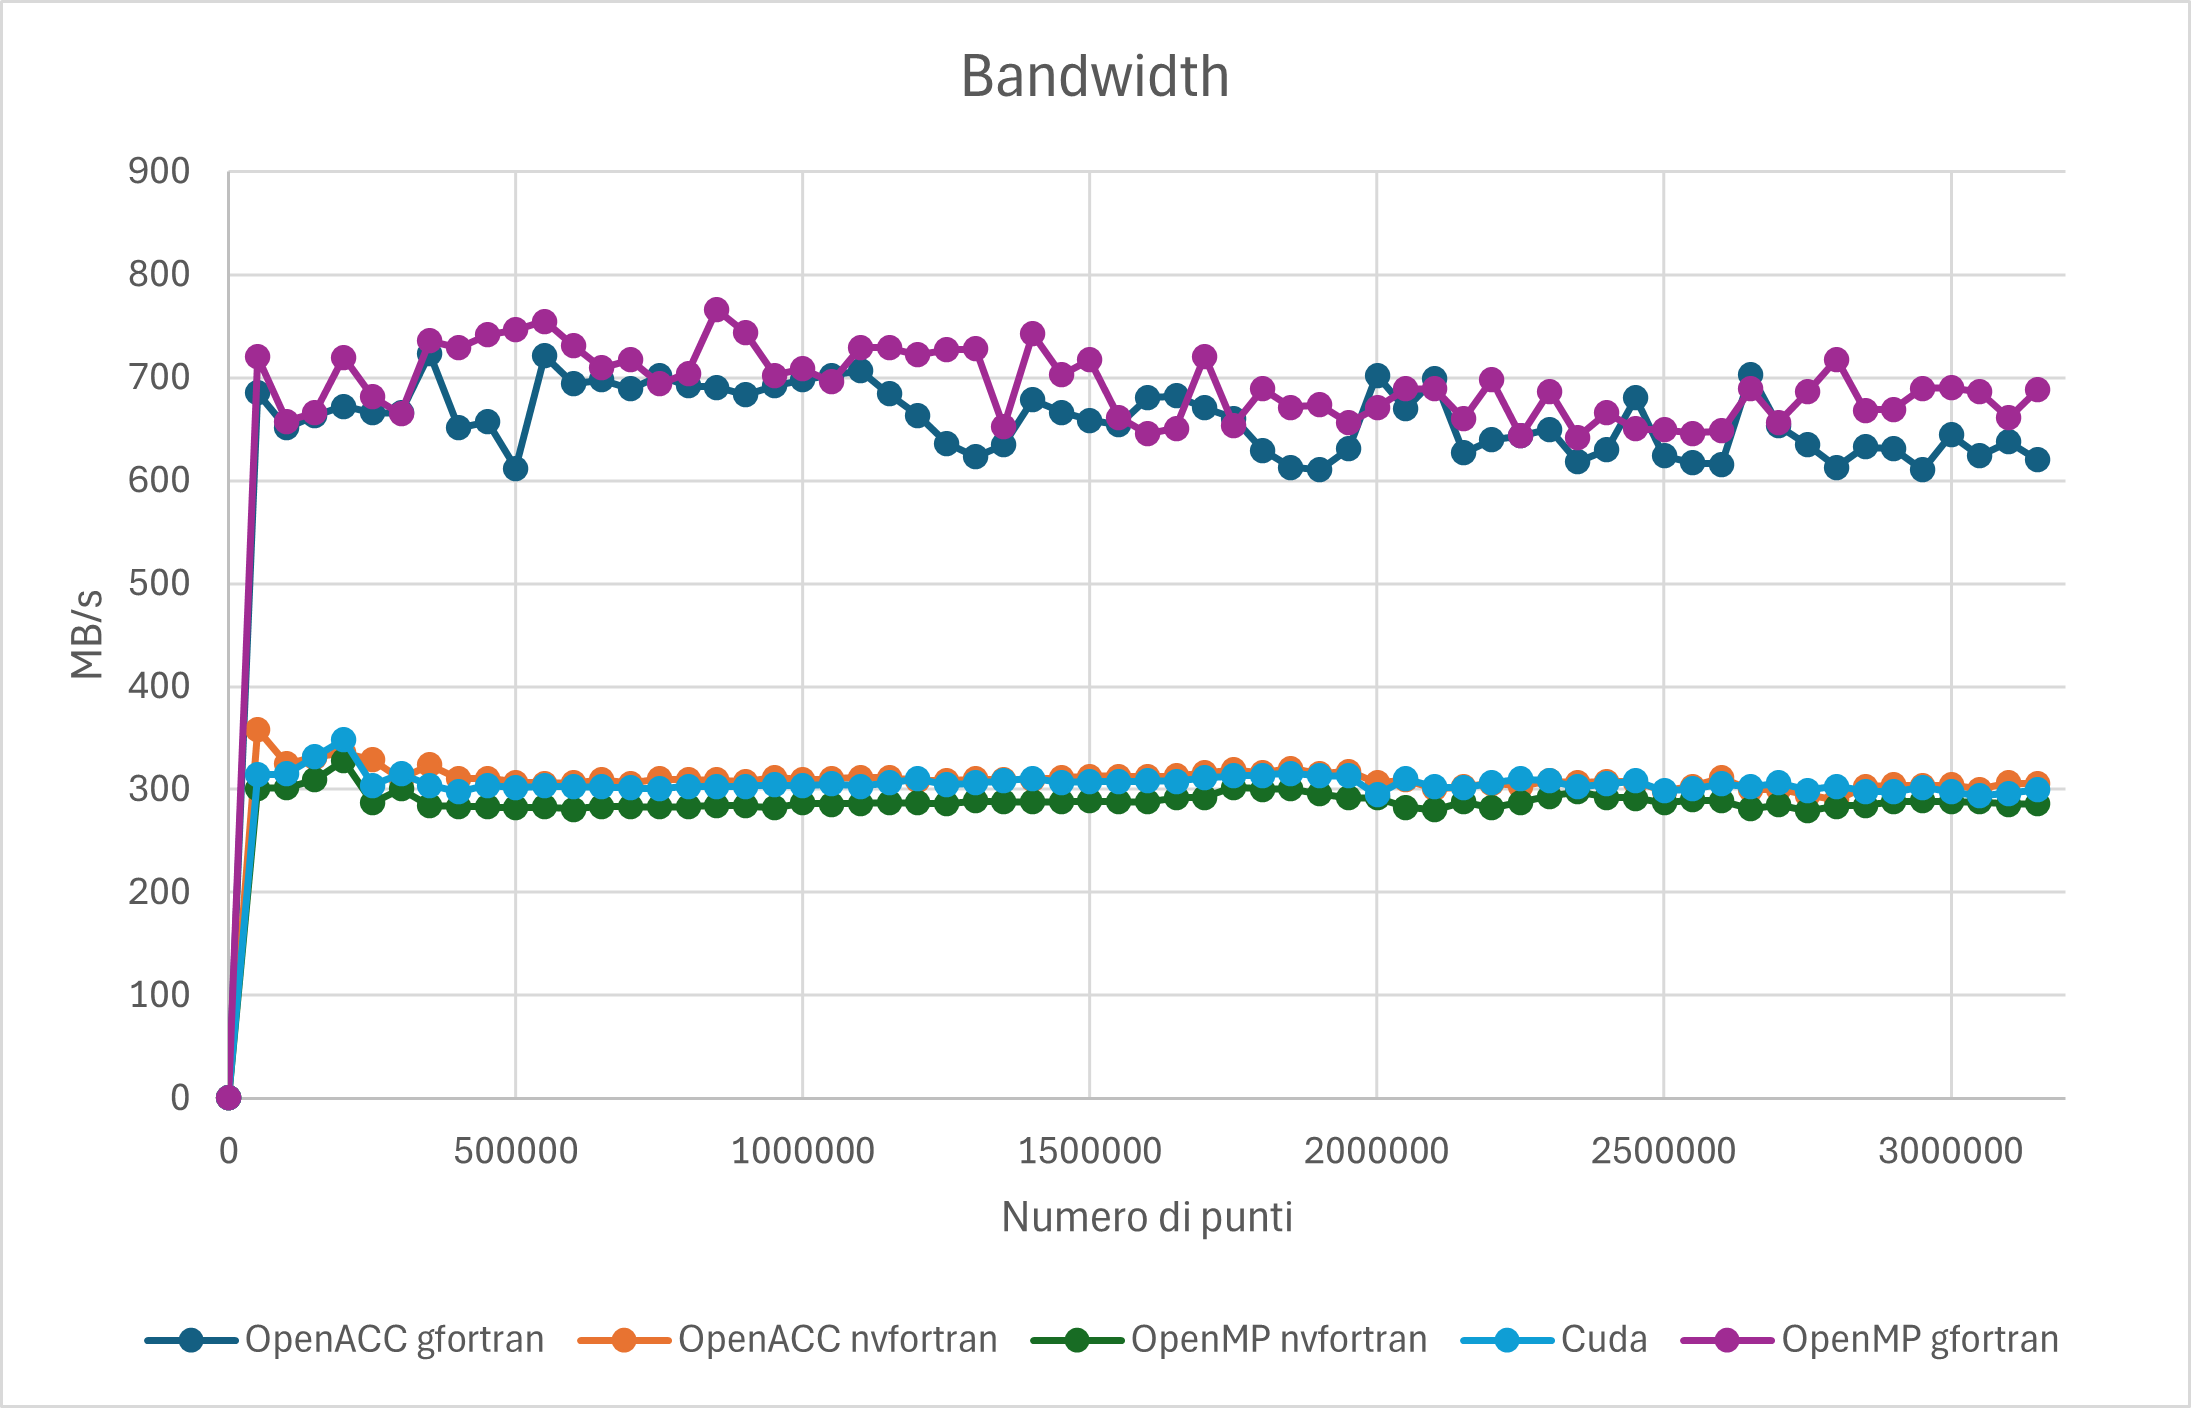 Bandwidth
900
800
700
600
500
400
300
200
100
0
MB/s
0 500000 1000000 1500000 2000000 2500000 3000000
Numero di punti
OpenACC gfortran OpenACC nvfortran OpenMP nvfortran Cuda OpenMP gfortran